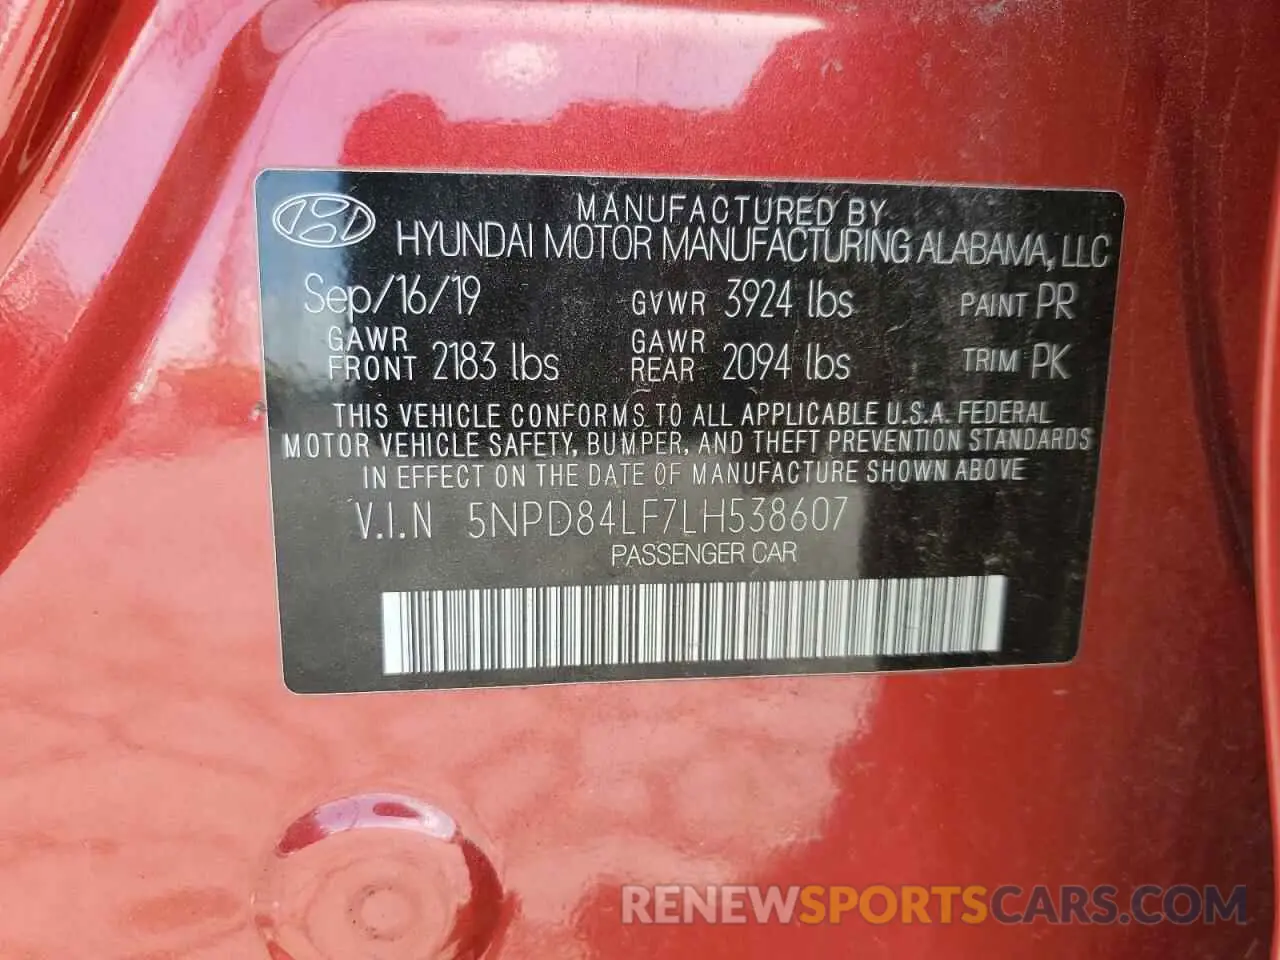 MANUFACTURED BY
HYUNDAI MOTOR MANUFACTURING ALABAMA, LLC
Sep/16/19 GVWR 3924 lbs PAINT PR
GAWR FRONT 2183 lbs GAWR REAR 2094 lbs TRIM PK
THIS VEHICLE CONFORMS TO ALL APPLICABLE U.S.A. FEDERAL
MOTOR VEHICLE SAFETY, BUMPER, AND THEFT PREVENTION STANDARDS
IN EFFECT ON THE DATE OF MANUFACTURE SHOWN ABOVE
V.I.N 5NPD84LF7LH538607
PASSENGER CAR
RENEWSPORTSCARS.COM